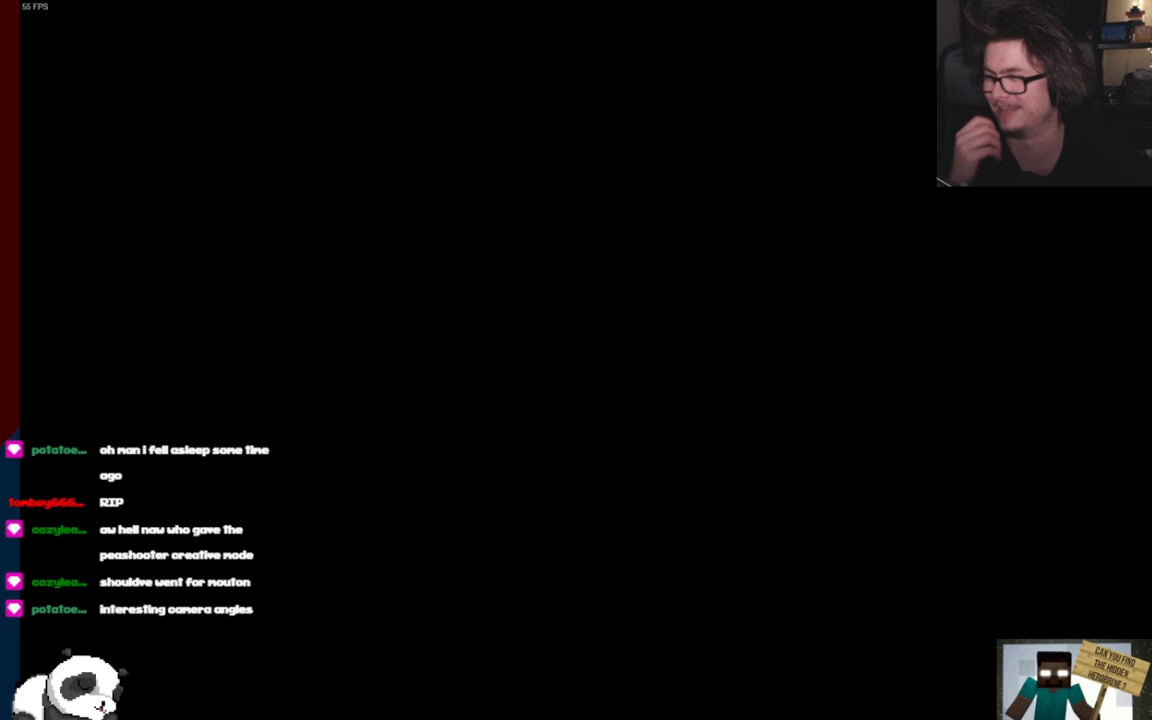 55 FPS
potatoe... oh man i fell asleep some time
ago
tomboy666... RIP
cozylea... aw hell naw who gave the
peashooter creative mode
cozylea... shouldve went for mouton
potatoe... interesting camera angles
CAN YOU FIND
THE HIDDEN
HEROBRINE?